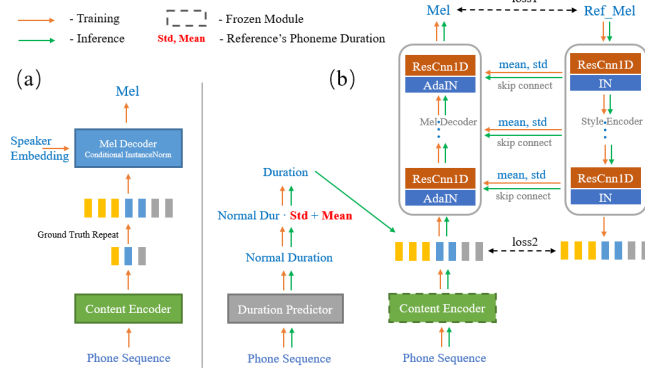 - Training
- Frozen Module
- Inference
Std, Mean
- Reference's Phoneme Duration
(a)
Mel
Speaker
Embedding
Mel Decoder
Conditional InstanceNorm
Ground Truth Repeat
Content Encoder
Phone Sequence
(b)
Duration
Normal Dur · Std + Mean
Normal Duration
Duration Predictor
Phone Sequence
Mel
loss1
Ref_Mel
ResCnn1D
AdaIN
mean, std
skip connect
ResCnn1D
IN
Mel Decoder
mean, std
skip connect
Style Encoder
ResCnn1D
AdaIN
mean, std
skip connect
ResCnn1D
IN
loss2
Content Encoder
Phone Sequence